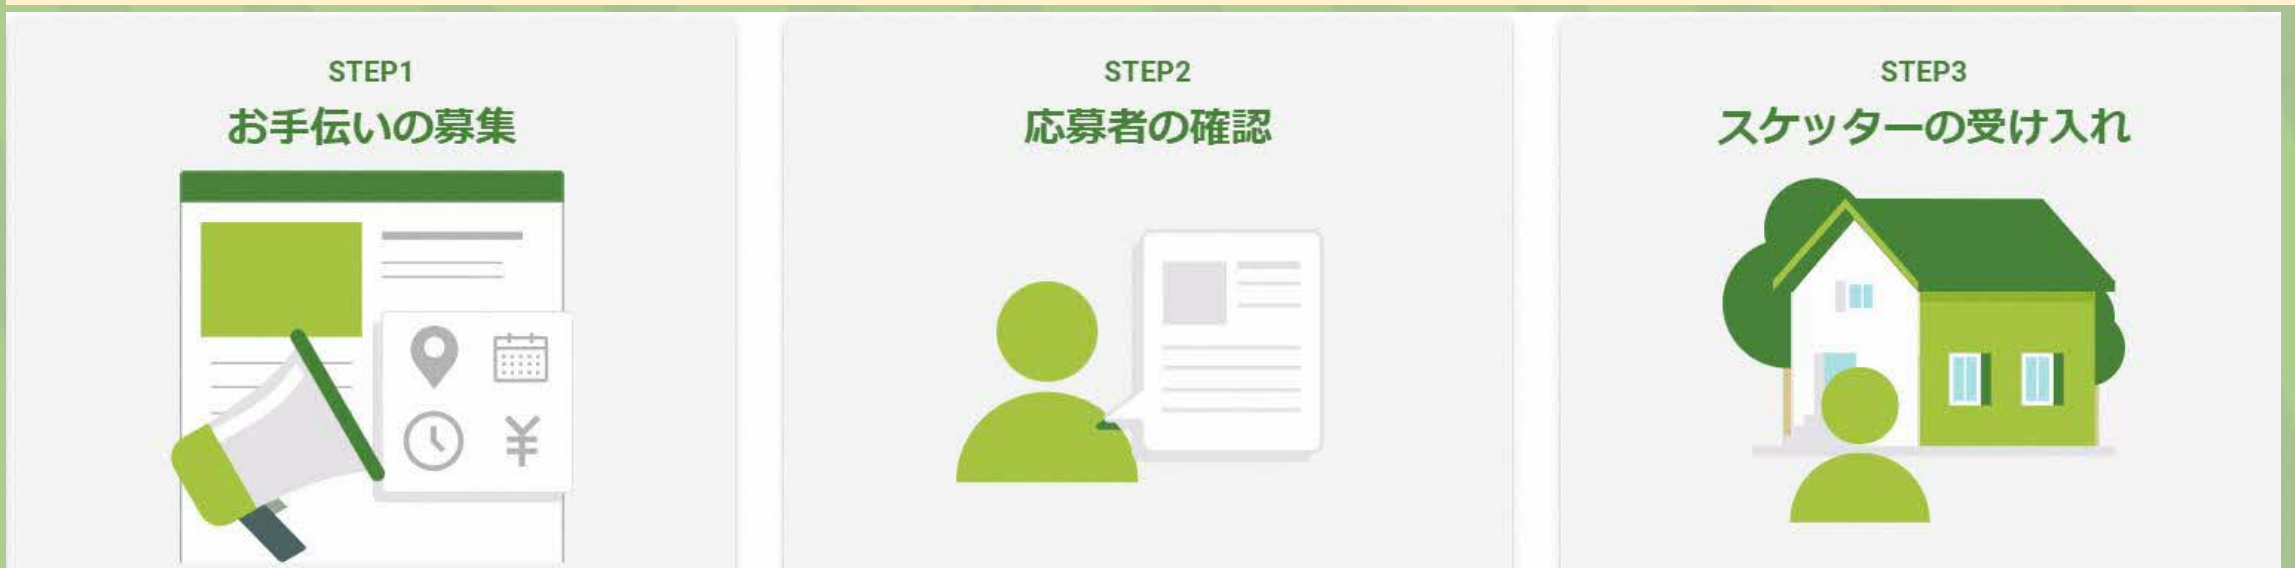 STEP1
お手伝いの募集
STEP2
応募者の確認
STEP3
スケッターの受け入れ
¥